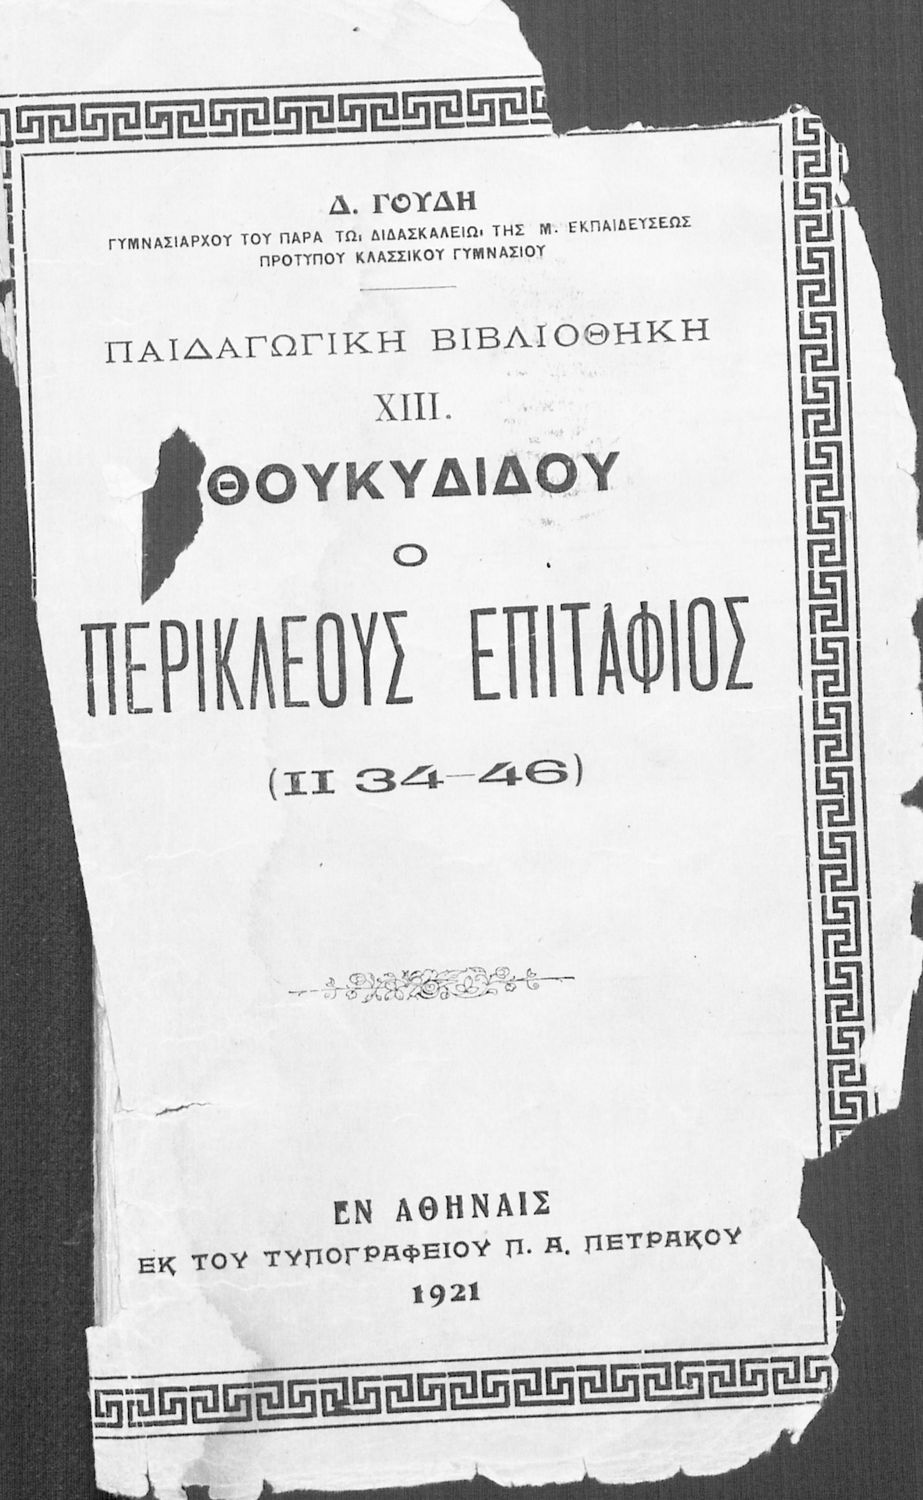 Δ. ΓΟΥΔΗ
ΓΥΜΝΑΣΙΑΡΧΟΥ ΤΟΥ ΠΑΡΑ ΤΩι ΔΙΔΑΣΚΑΛΕΙΩι ΤΗΣ Μ. ΕΚΠΑΙΔΕΥΣΕΩΣ
ΠΡΟΤΥΠΟΥ ΚΛΑΣΣΙΚΟΥ ΓΥΜΝΑΣΙΟΥ
ΠΑΙΔΑΓΩΓΙΚΗ ΒΙΒΛΙΟΘΗΚΗ
XIII.
ΘΟΥΚΥΔΙΔΟΥ
Ο
ΠΕΡΙΚΛΕΟΥΣ ΕΠΙΤΑΦΙΟΣ
(II 34-46)
ΕΝ ΑΘΗΝΑΙΣ
ΕΚ ΤΟΥ ΤΥΠΟΓΡΑΦΕΙΟΥ Π. Α. ΠΕΤΡΑΚΟΥ
1921